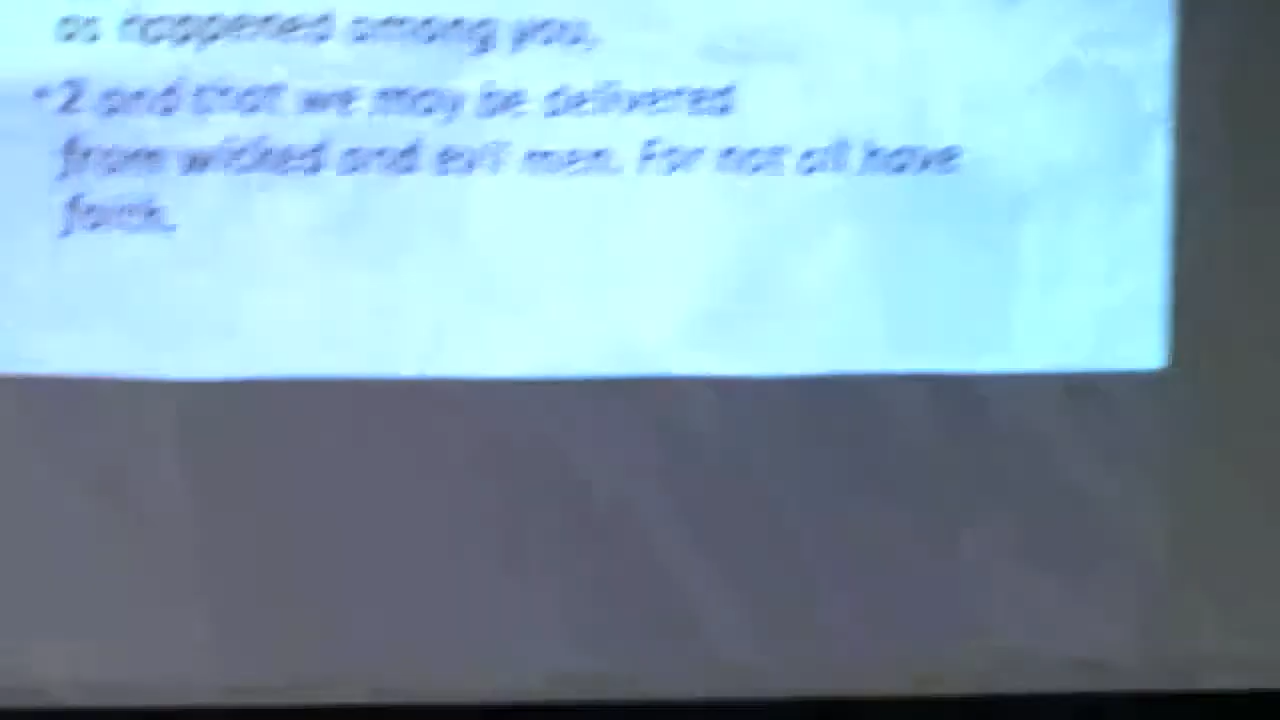 as happened among you,
•2 and that we may be delivered
from wicked and evil men. For not all have
faith.